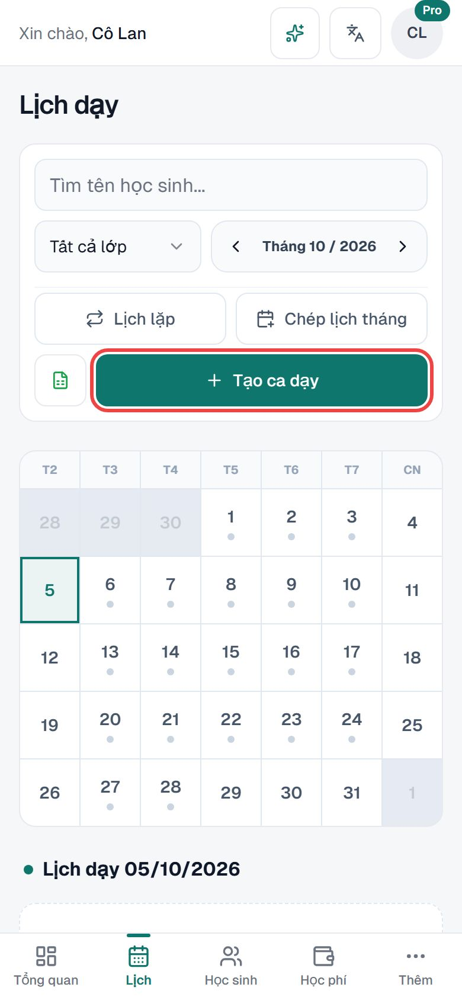 Pro
Xin chào, Cô Lan
CL
Lịch dạy
Tìm tên học sinh...
Tất cả lớp
Tháng 10 / 2026
Lịch lặp
Chép lịch tháng
Tạo ca dạy
T2 T3 T4 T5 T6 T7 CN
28 29 30 1 2 3 4
5 6 7 8 9 10 11
12 13 14 15 16 17 18
19 20 21 22 23 24 25
26 27 28 29 30 31 1
Lịch dạy 05/10/2026
Tổng quan
Lịch
Học sinh
Học phí
Thêm